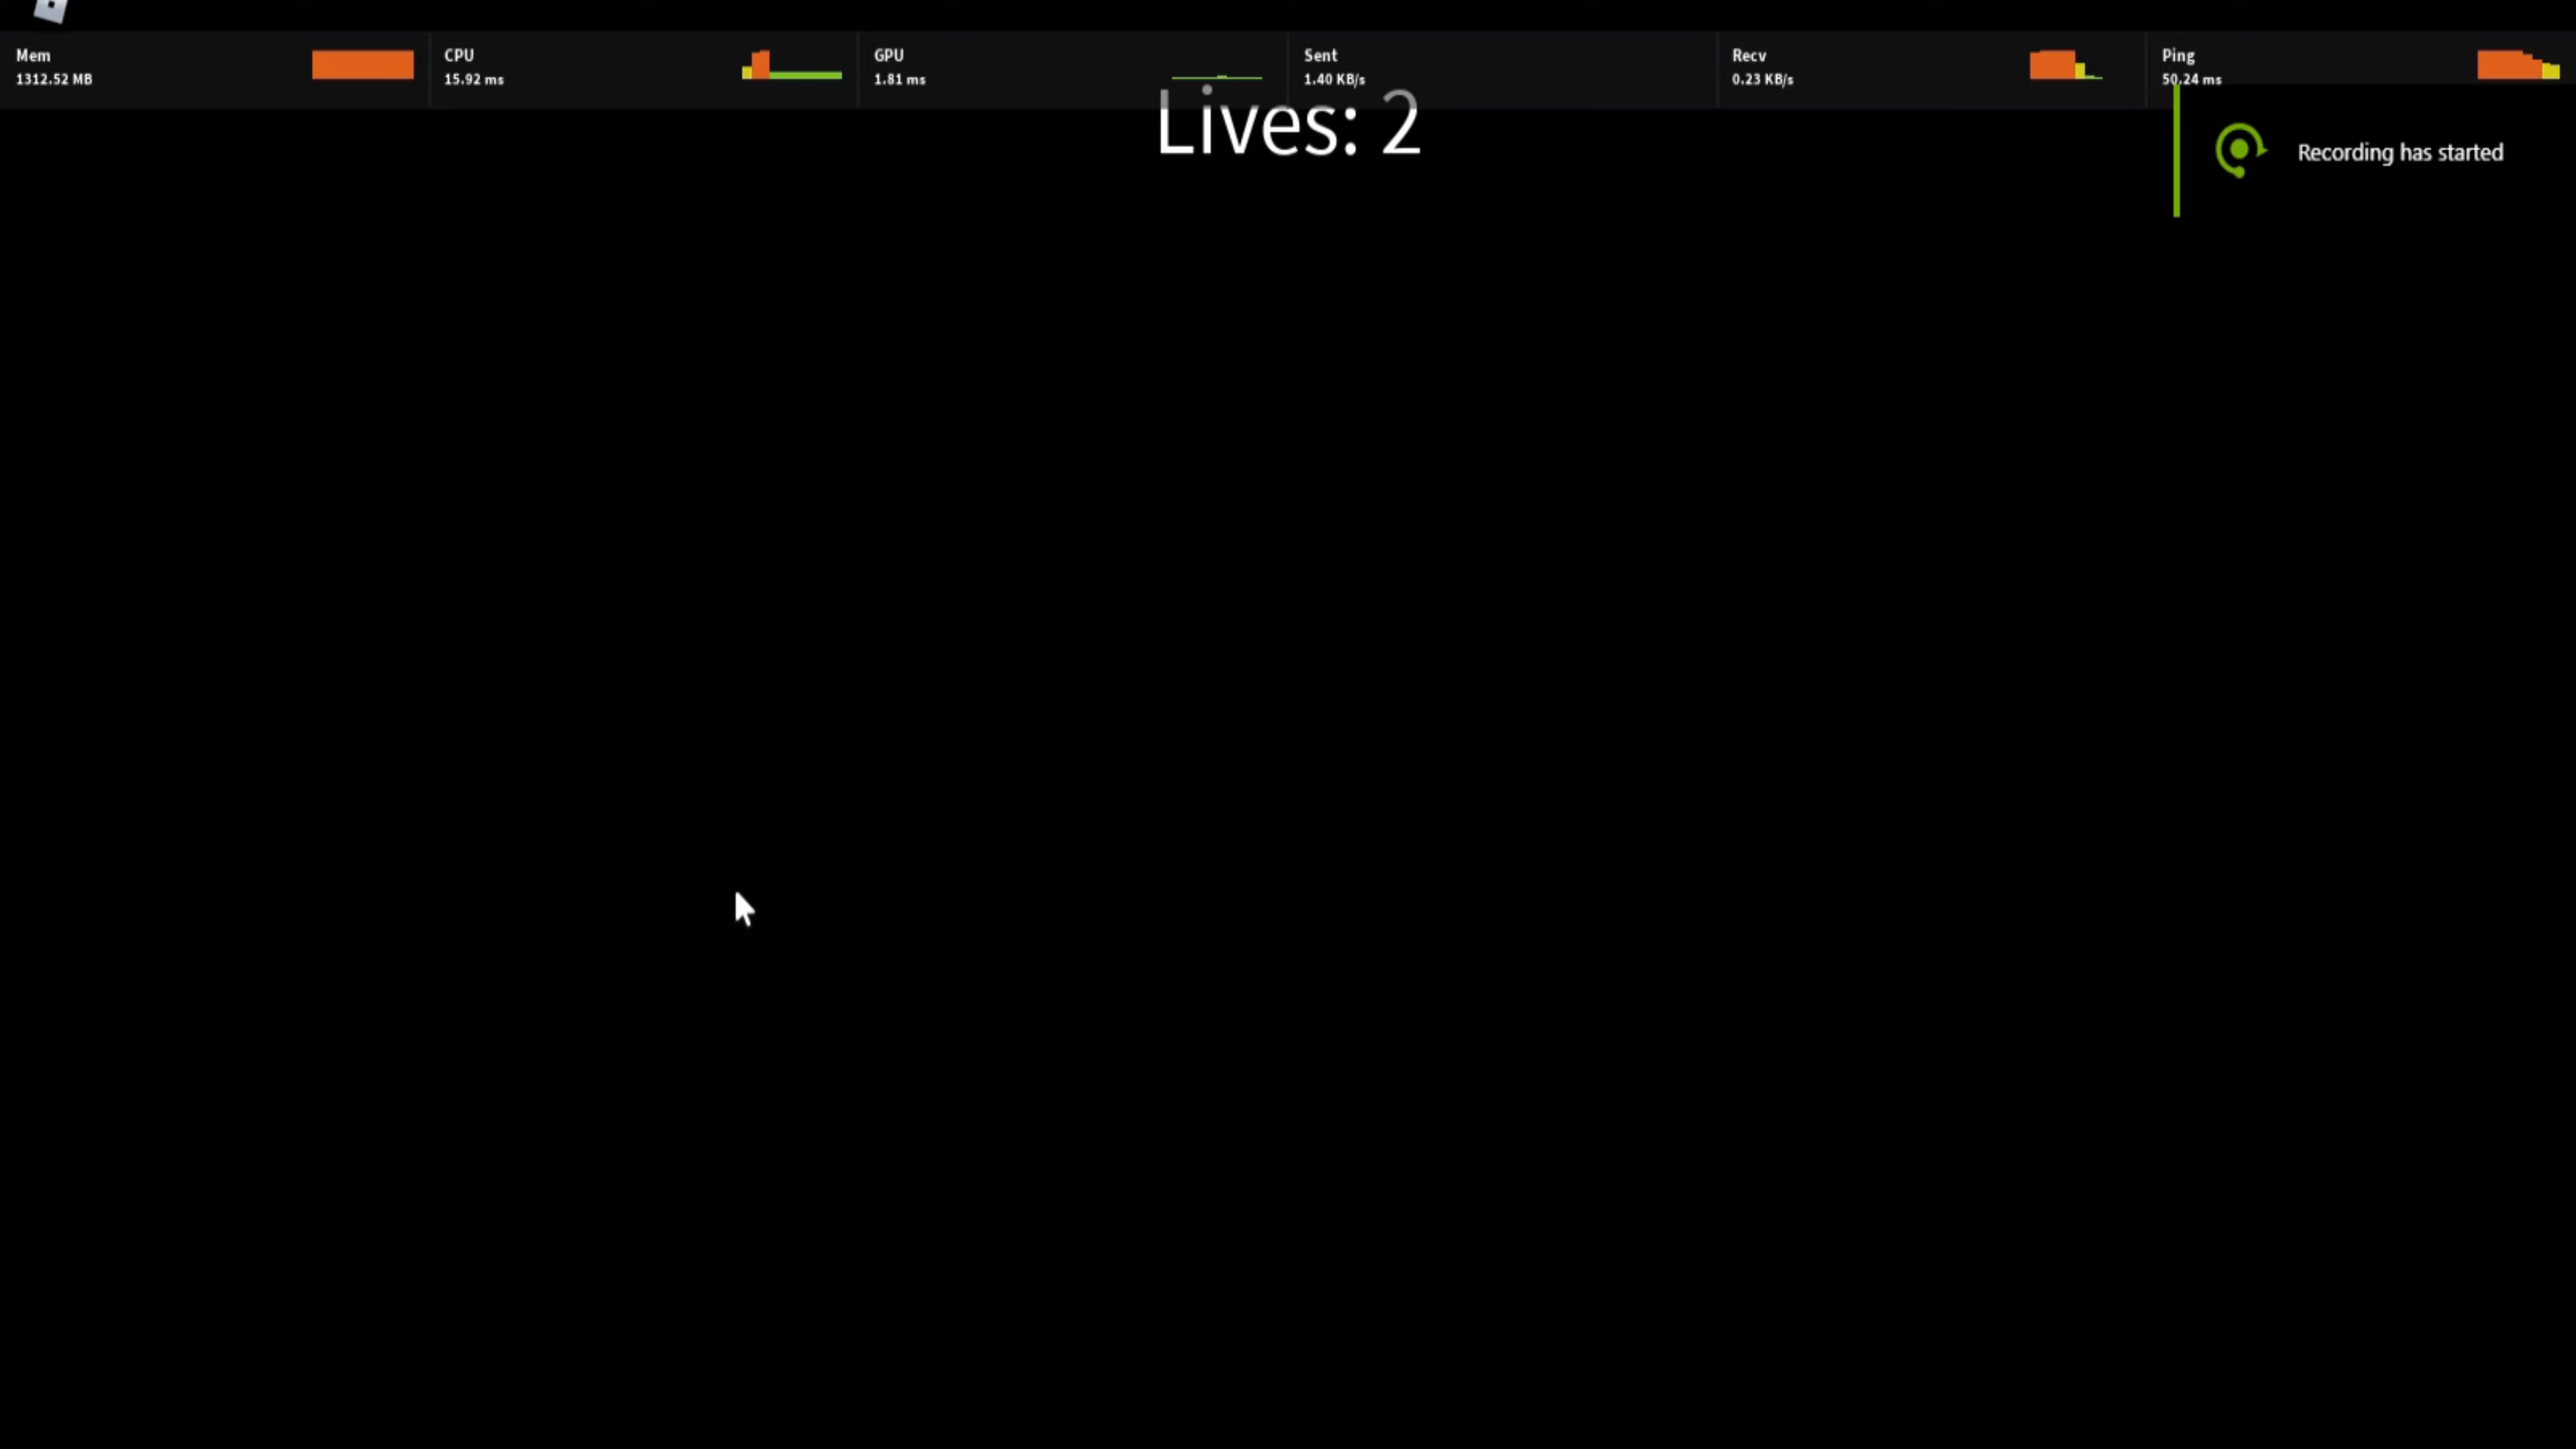 Mem
1312.52 MB
CPU
15.92 ms
GPU
1.81 ms
Sent
1.40 KB/s
Recv
0.23 KB/s
Ping
50.24 ms
Lives: 2
Recording has started